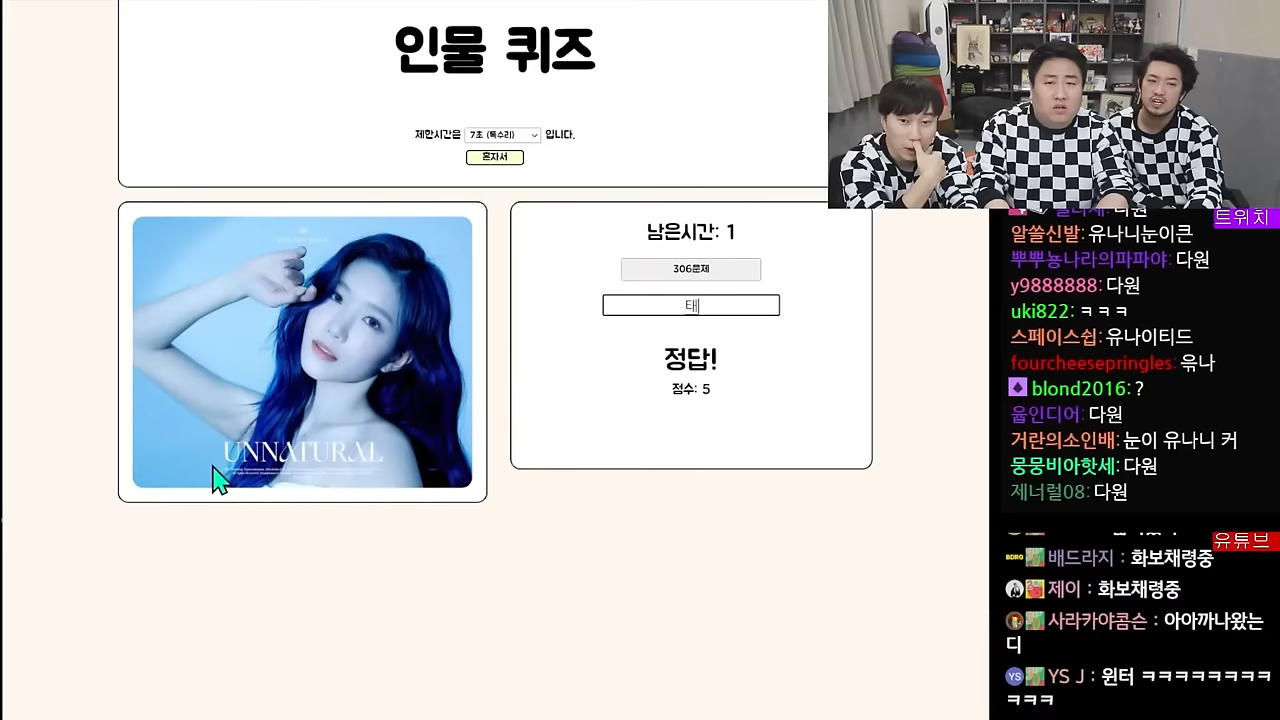 인물 퀴즈
제한시간은 7초 (독수리) 입니다.
혼자서
UNNATURAL
남은시간: 1
306문제
태
정답!
점수: 5
트위치
알쓸신발: 유나니눈이큰
뿌뿌뇽나라의파파야: 다원
y9888888: 다원
uki822: ㅋㅋㅋ
스페이스쉽: 유나이티드
fourcheesepringles: 윾나
blond2016: ?
윱인디어: 다원
거란의소인배: 눈이 유나니 커
뭉뭉비아핫세: 다원
제너럴08: 다원
유튜브
BDRG 배드라지 : 화보채령중
제이 : 화보채령중
사라카야콤슨 : 아아까나왔는
디
YS YS J : 윈터 ㅋㅋㅋㅋㅋㅋㅋㅋ
ㅋㅋㅋ